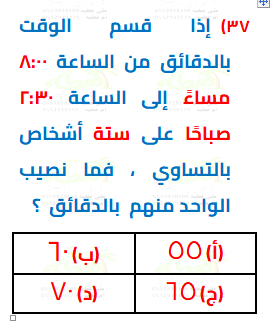 ٣٧) إذا قسم الوقت
بالدقائق من الساعة ٨:٠٠
مساءً إلى الساعة ٢:٣٠
صباحًا على ستة أشخاص
بالتساوي ، فما نصيب
الواحد منهم بالدقائق ؟
(أ) ٥٥ (ب) ٦٠
(ج) ٦٥ (د) ٧٠